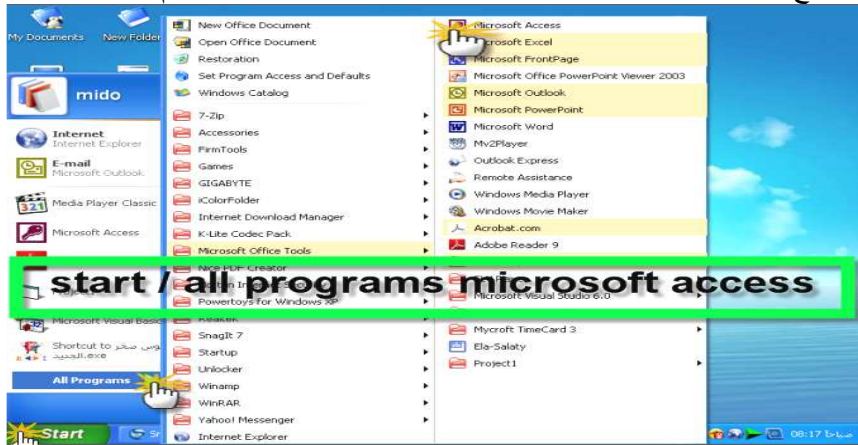 My Documents
New Folder
mido
Internet
Internet Explorer
E-mail
Microsoft Outlook
Media Player Classic
Microsoft Access
Microsoft Visual Basic
Shortcut to وس صخر
الجديد.exe
All Programs
Start
New Office Document
Open Office Document
Restoration
Set Program Access and Defaults
Windows Catalog
7-Zip
Accessories
FirmTools
Games
GIGABYTE
iColorFolder
Internet Download Manager
K-Lite Codec Pack
Microsoft Office Tools
Nice PDF Creator
Powertoys for Windows XP
SnagIt 7
Startup
Unlocker
Winamp
WinRAR
Yahoo! Messenger
Internet Explorer
Microsoft Access
Microsoft Excel
Microsoft FrontPage
Microsoft Office PowerPoint Viewer 2003
Microsoft Outlook
Microsoft PowerPoint
Microsoft Word
Mv2Player
Outlook Express
Remote Assistance
Windows Media Player
Windows Movie Maker
Acrobat.com
Adobe Reader 9
Microsoft Visual Studio 6.0
Mycroft TimeCard 3
Ela-Salaty
Project1
start / all programs microsoft access
08:17 صباحا